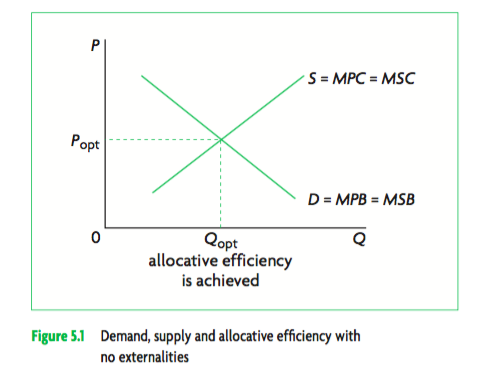 P
S = MPC = MSC
Popt
D = MPB = MSB
0
Qopt
Q
allocative efficiency
is achieved
Figure 5.1 Demand, supply and allocative efficiency with
no externalities